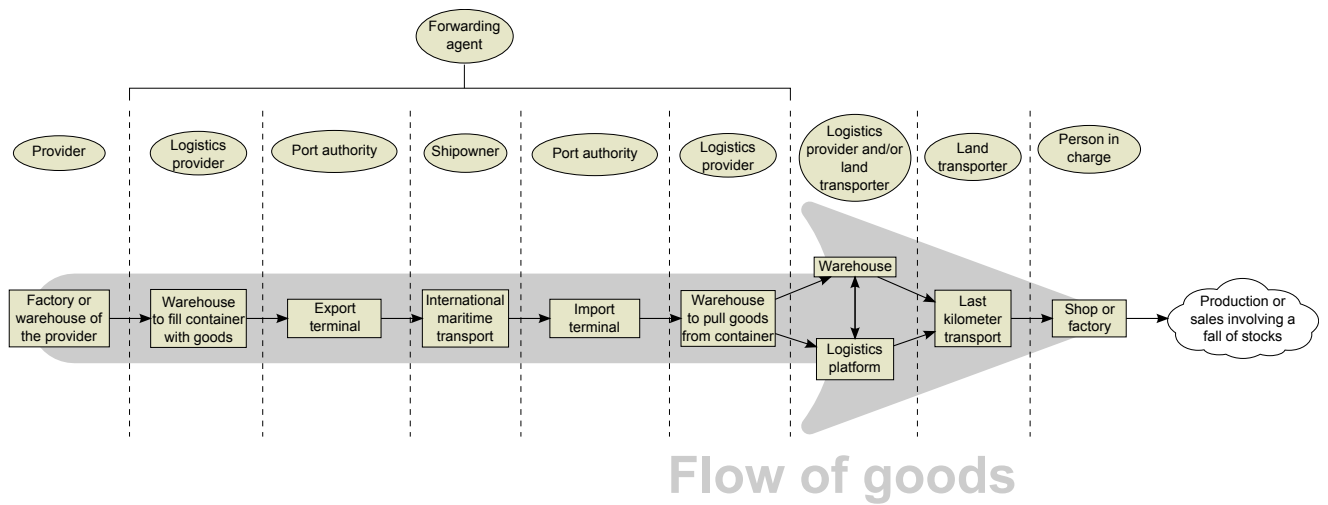 Forwarding
agent
Provider
Logistics
provider
Port authority
Shipowner
Port authority
Logistics
provider
Logistics
provider and/or
land
transporter
Land
transporter
Person in
charge
Factory or
warehouse of
the provider
Warehouse
to fill container
with goods
Export
terminal
International
maritime
transport
Import
terminal
Warehouse
to pull goods
from container
Warehouse
Logistics
platform
Last
kilometer
transport
Shop or
factory
Production or
sales involving a
fall of stocks
Flow of goods